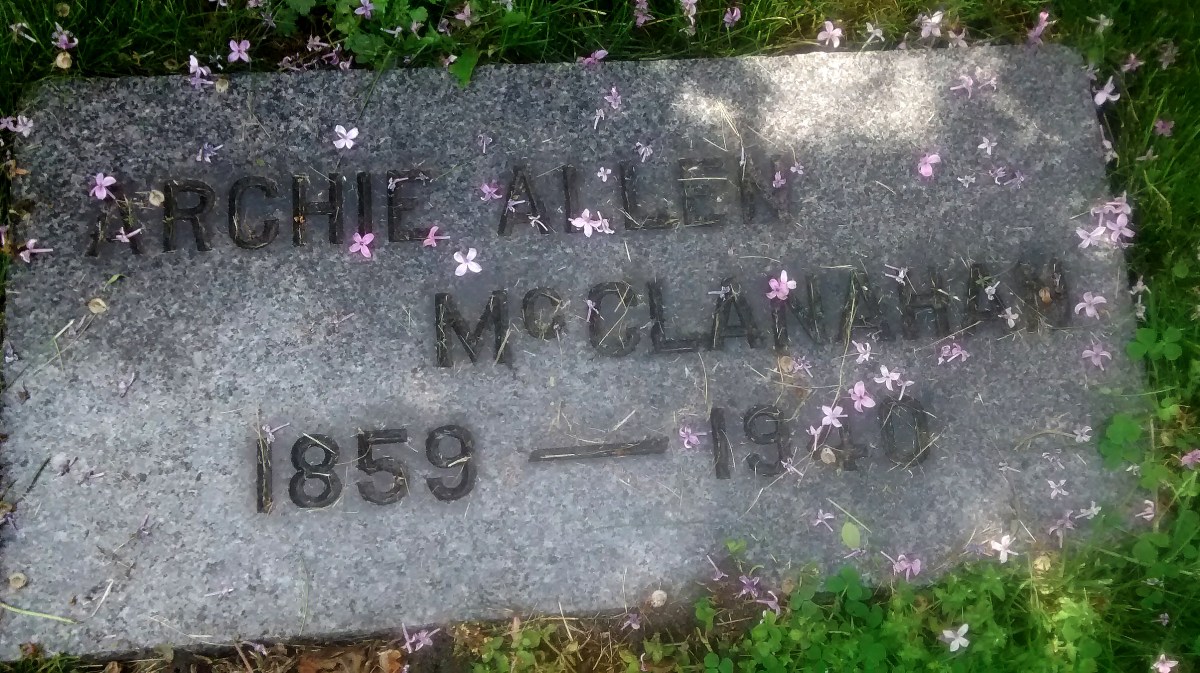 ARCHIE ALLEN
McCLANAHAN
1859 — 1940